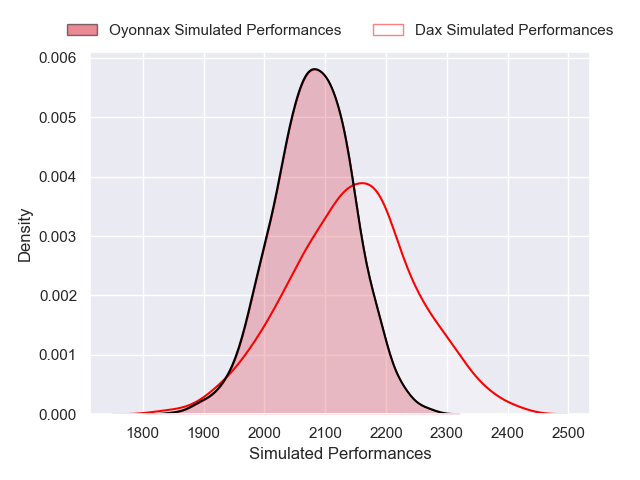 Oyonnax Simulated Performances
Dax Simulated Performances
0.006
0.005
0.004
0.003
0.002
0.001
0.000
Density
1800 1900 2000 2100 2200 2300 2400 2500
Simulated Performances